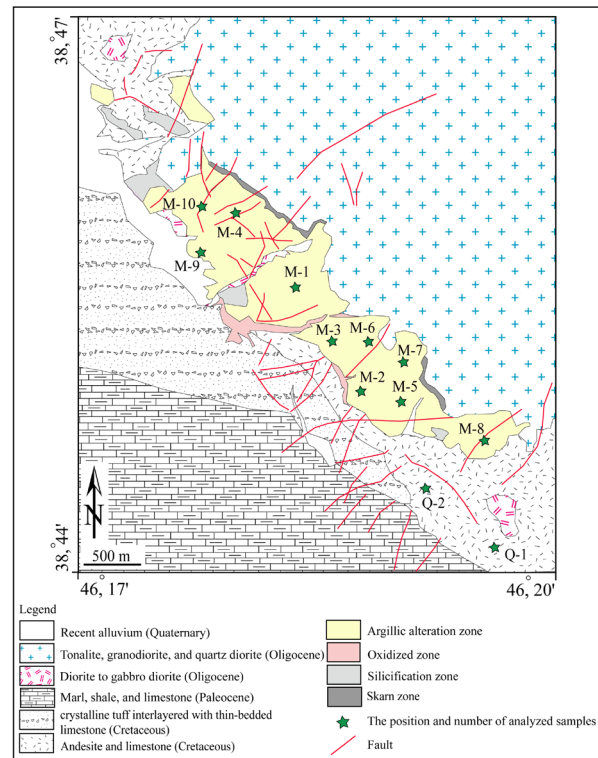 38,°47'
M-10
M-4
M-9
M-1
M-3 M-6
M-7
M-2
M-5
M-8
Q-2
Q-1
N
500 m
38,°44'
46,°17'
46,°20'
Legend
Recent alluvium (Quaternary)
Tonalite, granodiorite, and quartz diorite (Oligocene)
Diorite to gabbro diorite (Oligocene)
Marl, shale, and limestone (Paleocene)
crystalline tuff interlayered with thin-bedded
limestone (Cretaceous)
Andesite and limestone (Cretaceous)
Argillic alteration zone
Oxidized zone
Silicification zone
Skarn zone
The position and number of analyzed samples
Fault